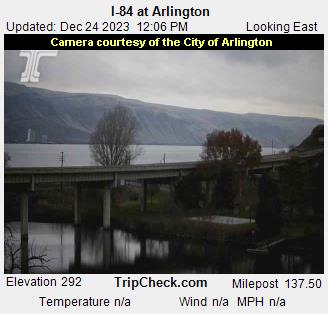 I-84 at Arlington
Updated: Dec 24 2023 12:06 PM Looking East
Camera courtesy of the City of Arlington
Elevation 292 TripCheck.com Milepost 137.50
Temperature n/a Wind n/a MPH n/a